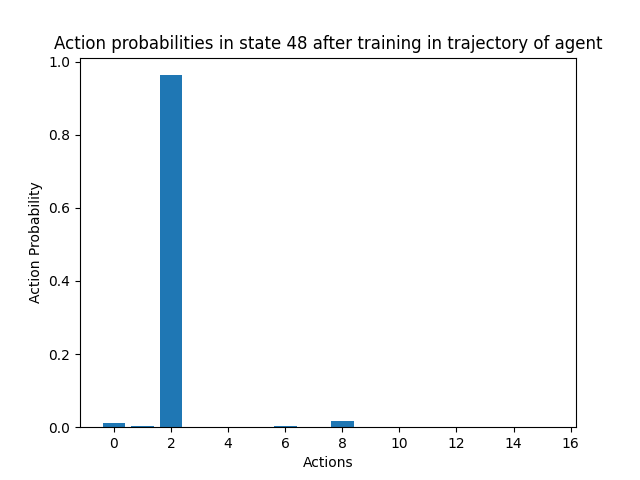 Action probabilities in state 48 after training in trajectory of agent
1.0
0.8
0.6
0.4
0.2
0.0
Action Probability
0 2 4 6 8 10 12 14 16
Actions